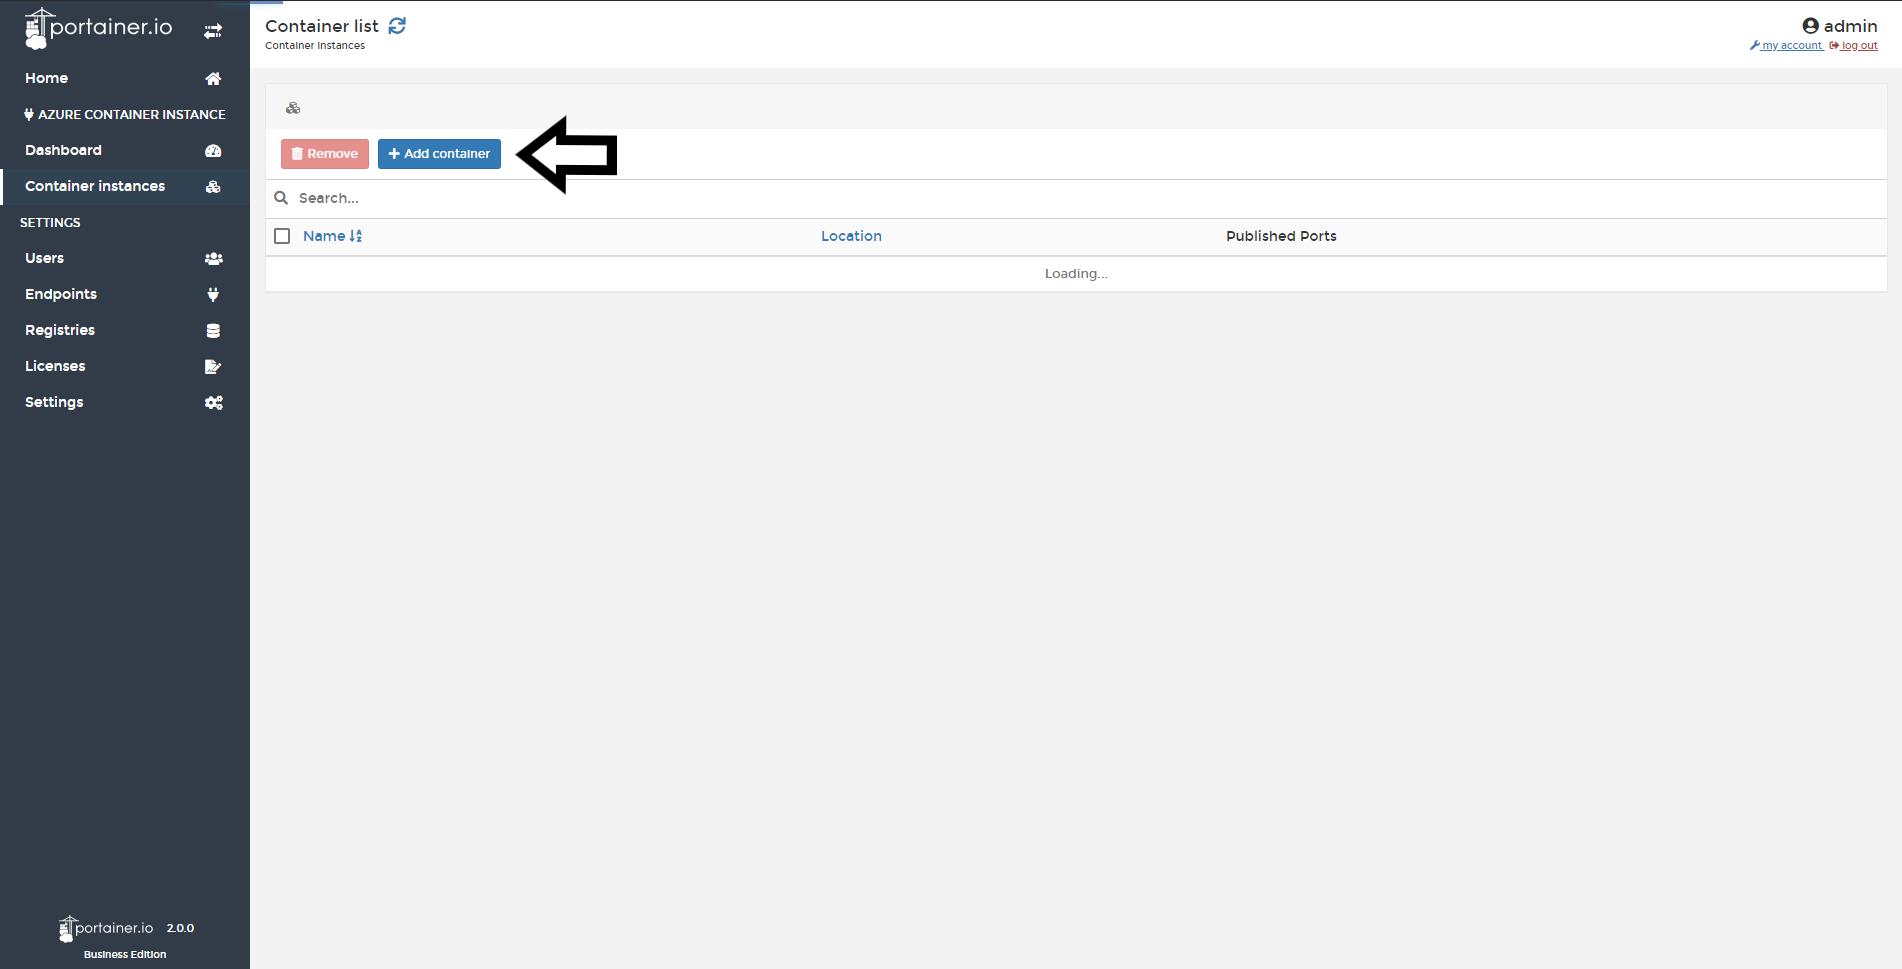 portainer.io
Home
AZURE CONTAINER INSTANCE
Dashboard
Container instances
SETTINGS
Users
Endpoints
Registries
Licenses
Settings
portainer.io 2.0.0
Business Edition
Container list
Container instances
admin
my account log out
Remove Add container
Search...
Name Location Published Ports
Loading...